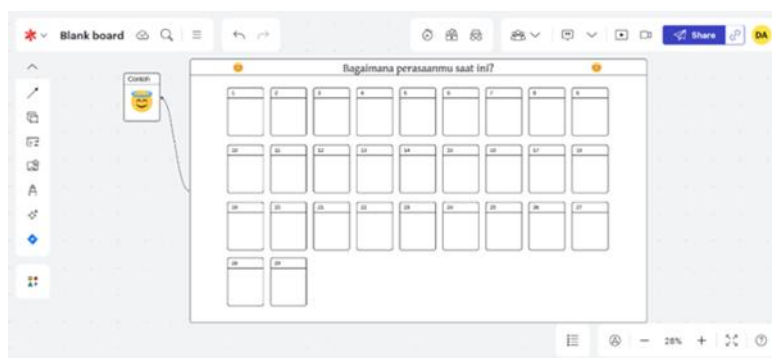 Blank board
Share
DA
Contoh
Bagaimana perasaanmu saat ini?
1 2 3 4 5 6 7 8 9
10 11 12 13 14 15 16 17 18
19 20 21 22 23 24 25 26 27
28 29
28%